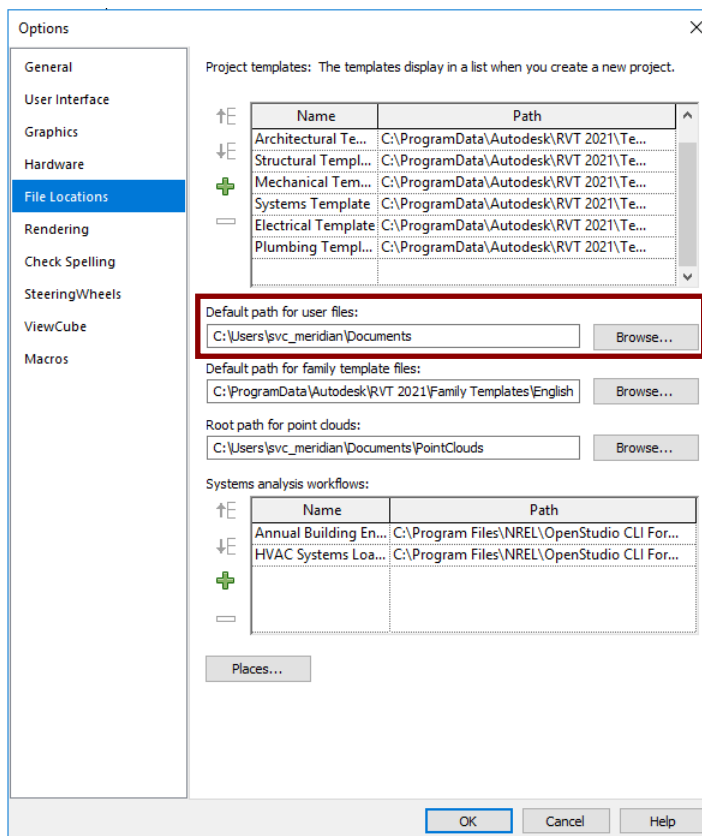 Options
General
User Interface
Graphics
Hardware
File Locations
Rendering
Check Spelling
SteeringWheels
ViewCube
Macros
Project templates: The templates display in a list when you create a new project.
Name Path
Architectural Te... C:\ProgramData\Autodesk\RVT 2021\Te...
Structural Templ... C:\ProgramData\Autodesk\RVT 2021\Te...
Mechanical Tem... C:\ProgramData\Autodesk\RVT 2021\Te...
Systems Template C:\ProgramData\Autodesk\RVT 2021\Te...
Electrical Template C:\ProgramData\Autodesk\RVT 2021\Te...
Plumbing Templ... C:\ProgramData\Autodesk\RVT 2021\Te...
Default path for user files:
C:\Users\svc_meridian\Documents Browse...
Default path for family template files:
C:\ProgramData\Autodesk\RVT 2021\Family Templates\English Browse...
Root path for point clouds:
C:\Users\svc_meridian\Documents\PointClouds Browse...
Systems analysis workflows:
Name Path
Annual Building En... C:\Program Files\NREL\OpenStudio CLI For...
HVAC Systems Loa... C:\Program Files\NREL\OpenStudio CLI For...
Places...
OK Cancel Help